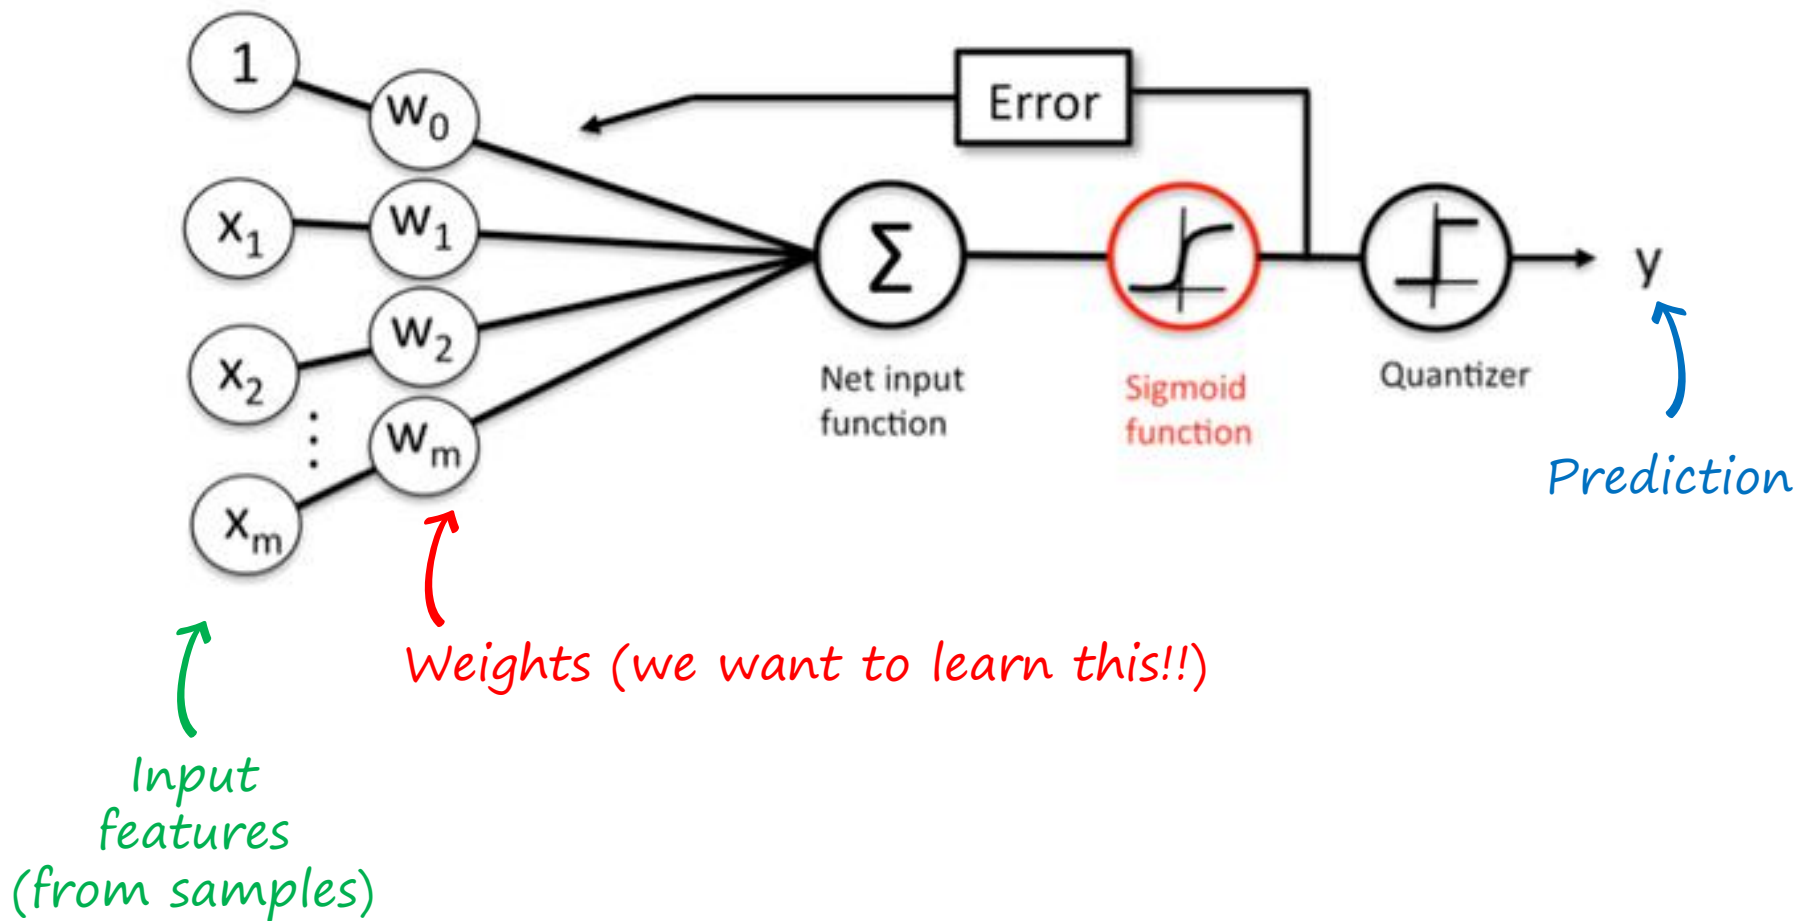 1
w0
x1
w1
x2
w2
xm
wm
Error
Σ
Net input
function
Sigmoid
function
Quantizer
y
Prediction
Weights (we want to learn this!!)
Input
features
(from samples)